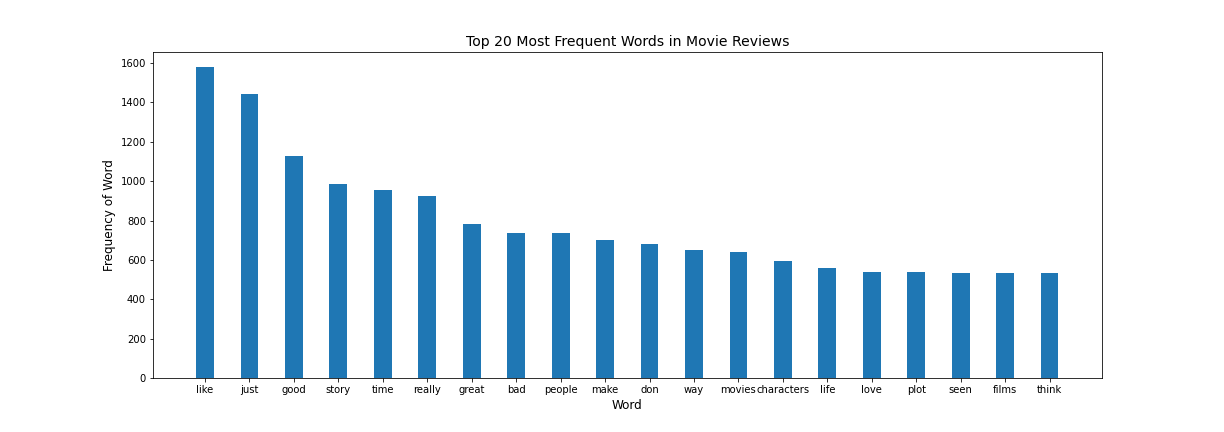 Top 20 Most Frequent Words in Movie Reviews
Frequency of Word
1600
1400
1200
1000
800
600
400
200
0
like just good story time really great bad people make don way movies characters life love plot seen films think
Word